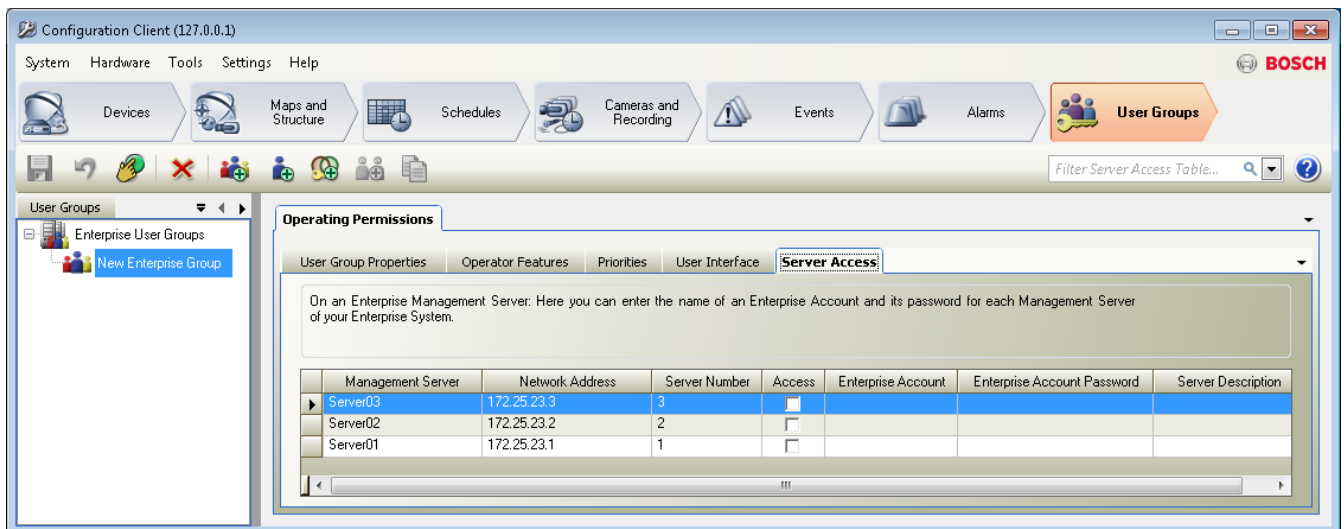 Configuration Client (127.0.0.1)
System Hardware Tools Settings Help
BOSCH
Devices
Maps and
Structure
Schedules
Cameras and
Recording
Events
Alarms
User Groups
Filter Server Access Table...
User Groups
Enterprise User Groups
New Enterprise Group
Operating Permissions
User Group Properties Operator Features Priorities User Interface Server Access
On an Enterprise Management Server: Here you can enter the name of an Enterprise Account and its password for each Management Server
of your Enterprise System.
Management Server Network Address Server Number Access Enterprise Account Enterprise Account Password Server Description
Server03 172.25.23.3 3
Server02 172.25.23.2 2
Server01 172.25.23.1 1